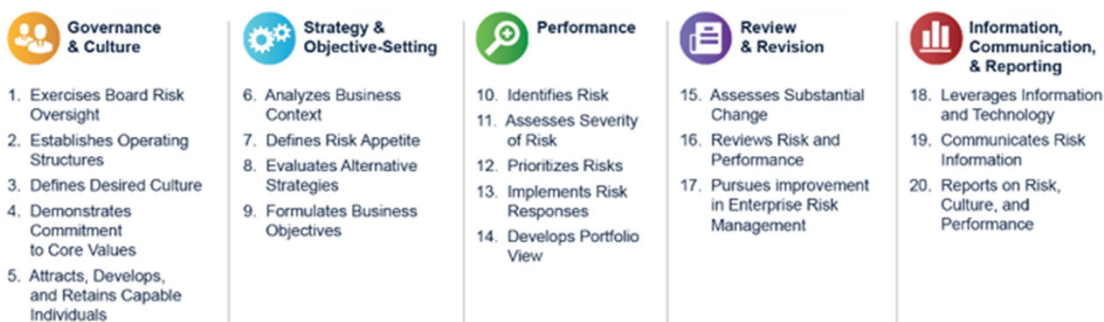 Governance
& Culture
1. Exercises Board Risk
Oversight
2. Establishes Operating
Structures
3. Defines Desired Culture
4. Demonstrates
Commitment
to Core Values
5. Attracts, Develops,
and Retains Capable
Individuals
Strategy &
Objective-Setting
6. Analyzes Business
Context
7. Defines Risk Appetite
8. Evaluates Alternative
Strategies
9. Formulates Business
Objectives
Performance
10. Identifies Risk
11. Assesses Severity
of Risk
12. Prioritizes Risks
13. Implements Risk
Responses
14. Develops Portfolio
View
Review
& Revision
15. Assesses Substantial
Change
16. Reviews Risk and
Performance
17. Pursues improvement
in Enterprise Risk
Management
Information,
Communication,
& Reporting
18. Leverages Information
and Technology
19. Communicates Risk
Information
20. Reports on Risk,
Culture, and
Performance